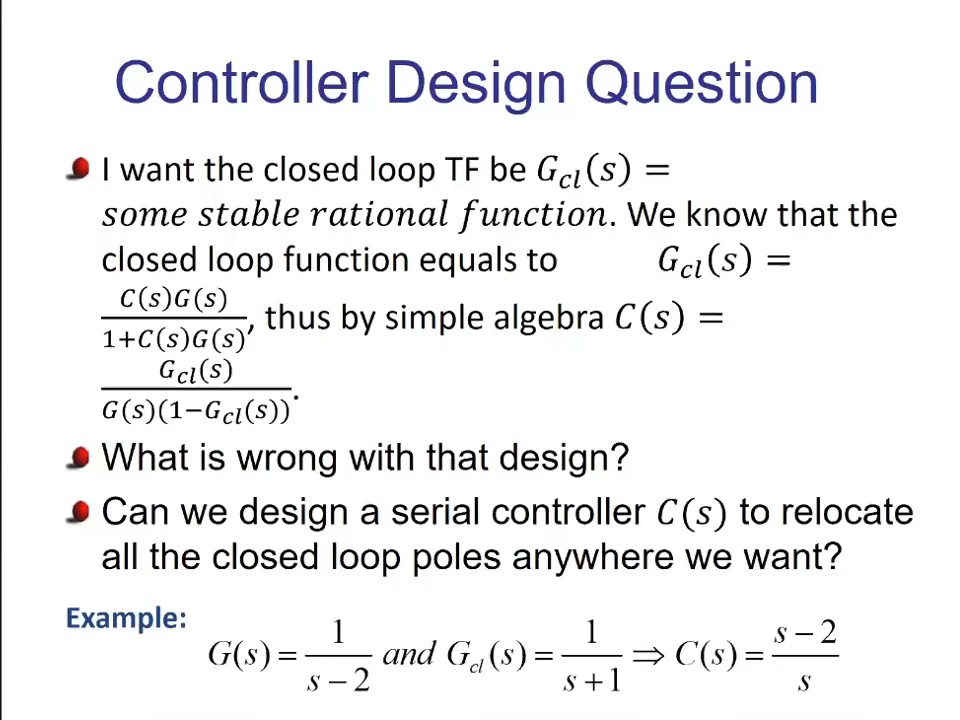 Controller Design Question
I want the closed loop TF be G_cl(s) =
some stable rational function. We know that the
closed loop function equals to G_cl(s) =
C(s)G(s)/(1+C(s)G(s)), thus by simple algebra C(s) =
G_cl(s)/(G(s)(1−G_cl(s))).
What is wrong with that design?
Can we design a serial controller C(s) to relocate
all the closed loop poles anywhere we want?
Example:
G(s) = 1/(s − 2) and G_cl(s) = 1/(s + 1) ⇒ C(s) = (s − 2)/s